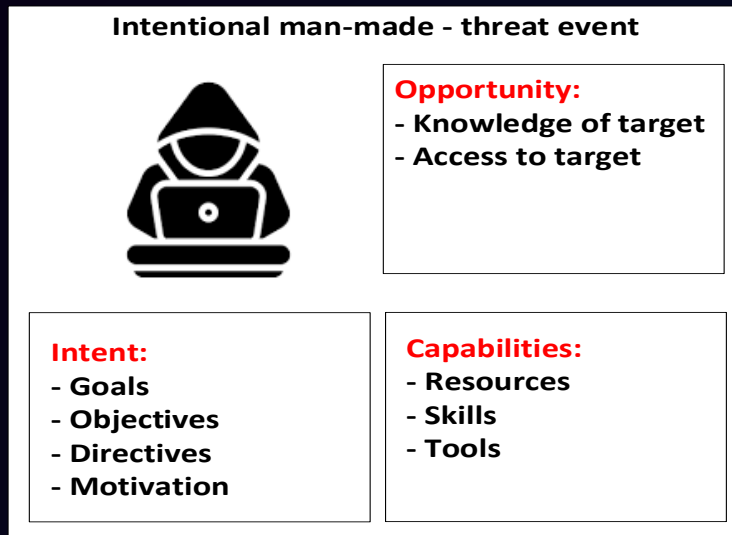 Intentional man-made - threat event
Opportunity:
- Knowledge of target
- Access to target
Intent:
- Goals
- Objectives
- Directives
- Motivation
Capabilities:
- Resources
- Skills
- Tools